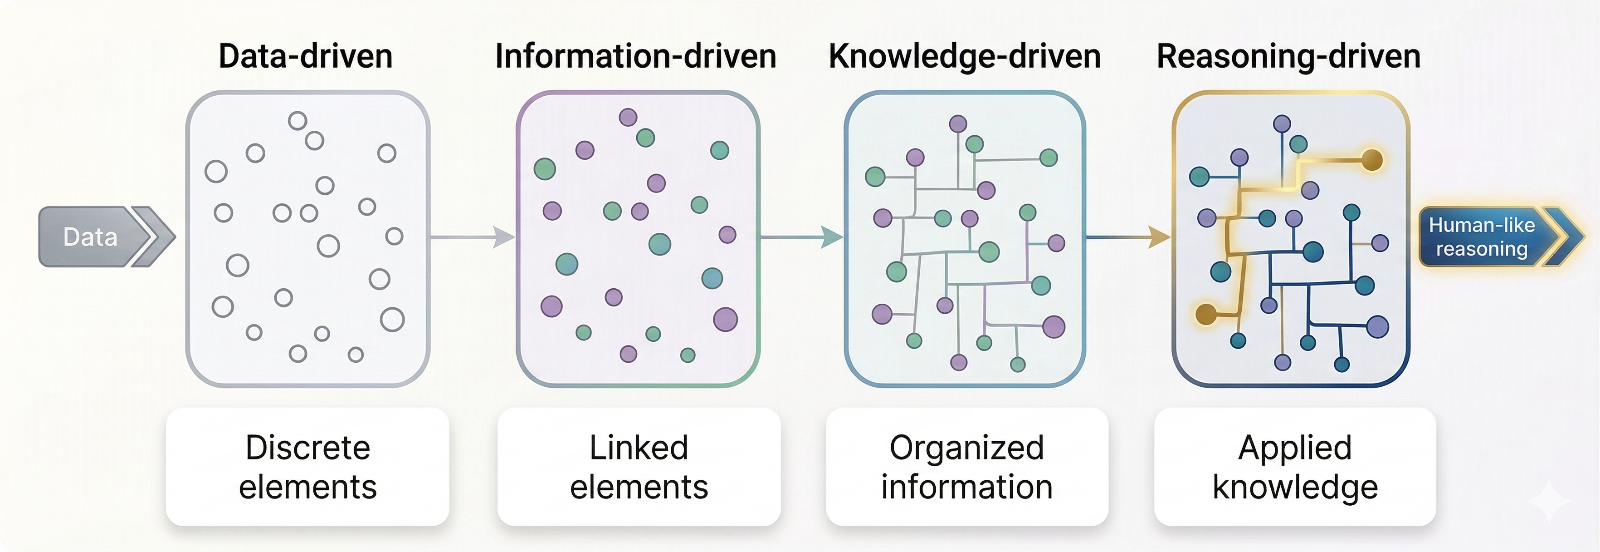 Data-driven
Information-driven
Knowledge-driven
Reasoning-driven
Data
Human-like
reasoning
Discrete
elements
Linked
elements
Organized
information
Applied
knowledge